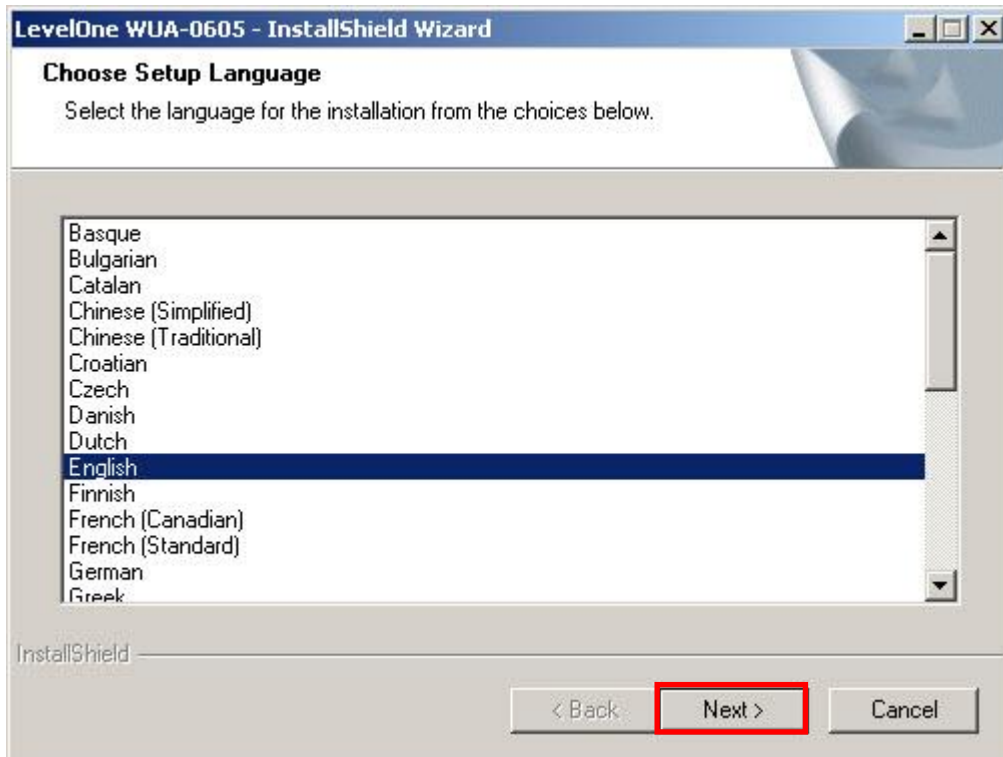 LevelOne WUA-0605 - InstallShield Wizard
Choose Setup Language
Select the language for the installation from the choices below.
Basque
Bulgarian
Catalan
Chinese (Simplified)
Chinese (Traditional)
Croatian
Czech
Danish
Dutch
English
Finnish
French (Canadian)
French (Standard)
German
Greek
InstallShield
< Back Next > Cancel